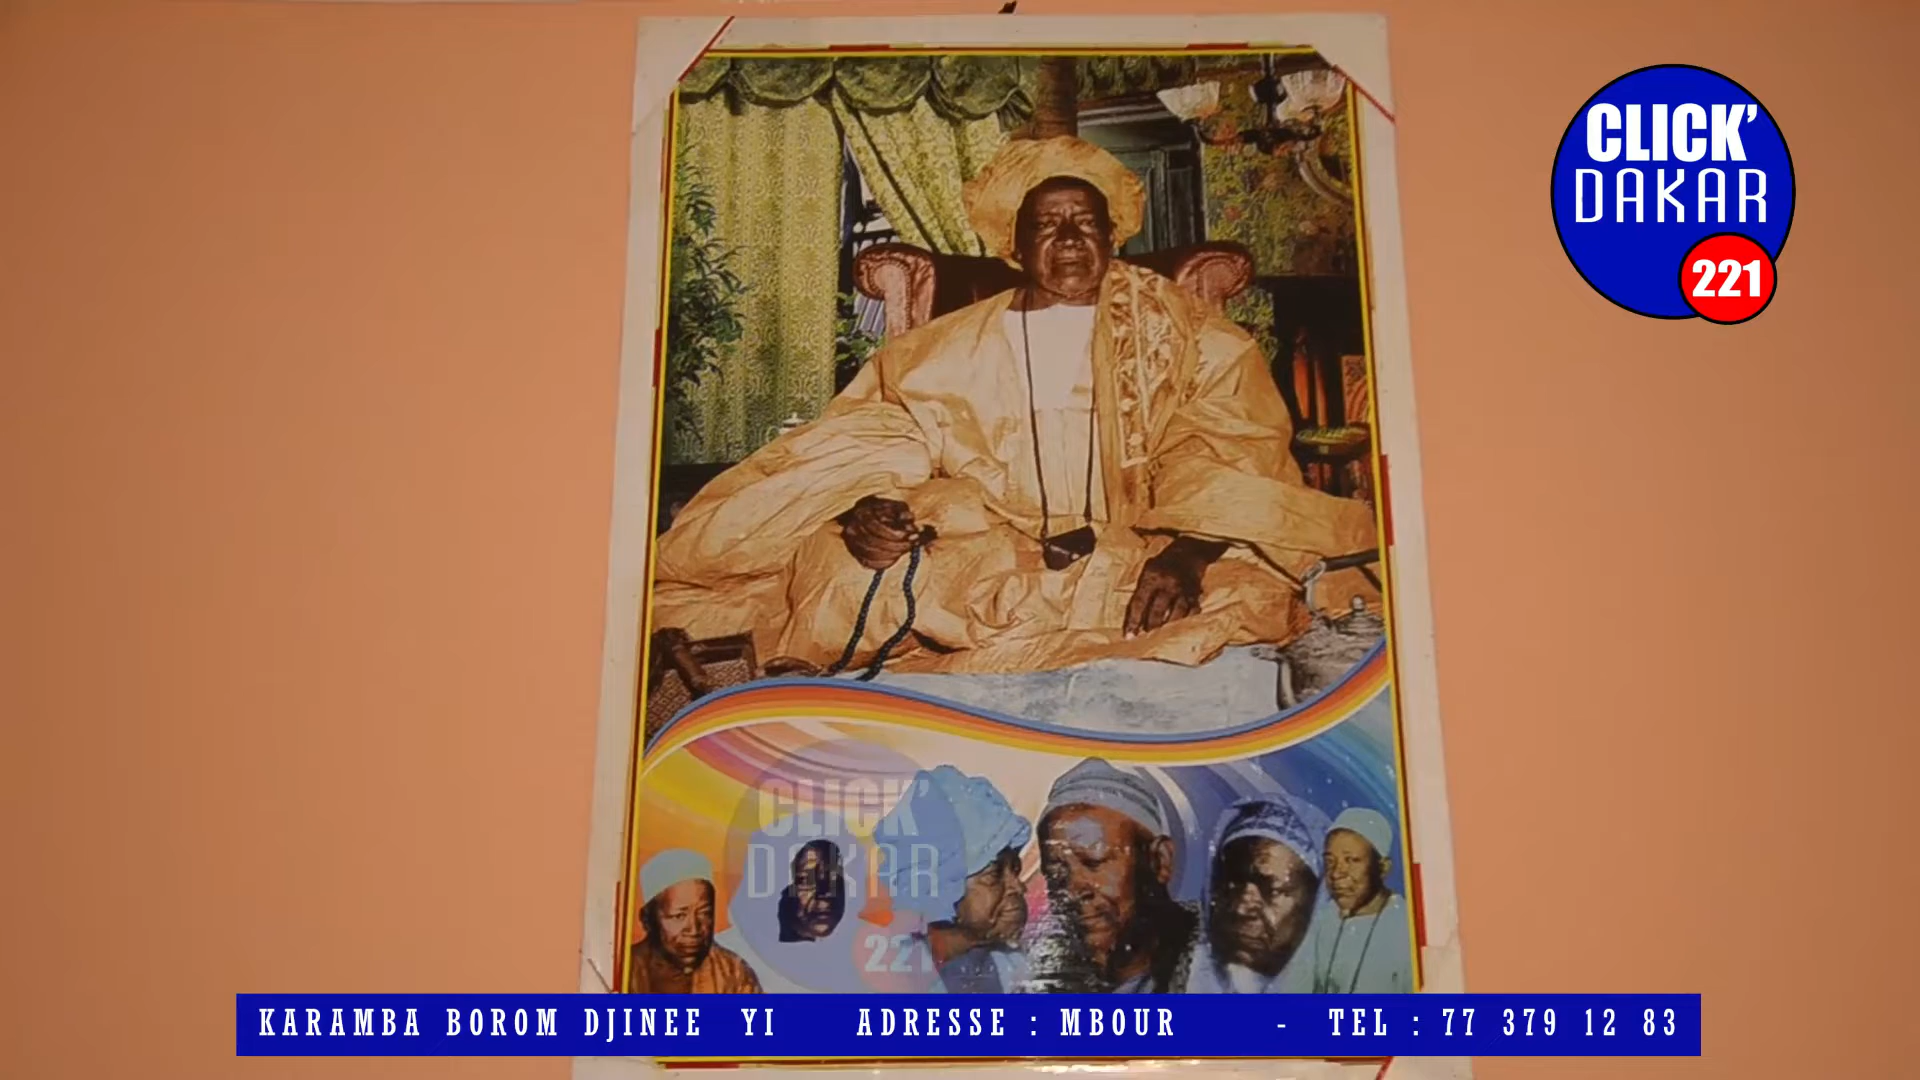 CLICK'
DAKAR
221
CLICK'
DAKAR
221
KARAMBA BOROM DJINEE YI ADRESSE : MBOUR - TEL : 77 379 12 83